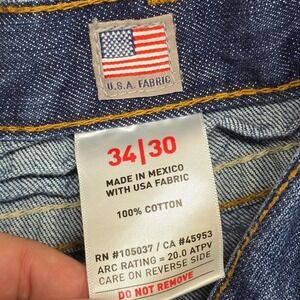 U.S.A. FABRIC
34|30
MADE IN MEXICO
WITH USA FABRIC
100% COTTON
RN #105037 / CA #45953
ARC RATING = 20.0 ATPV
CARE ON REVERSE SIDE
DO NOT REMOVE